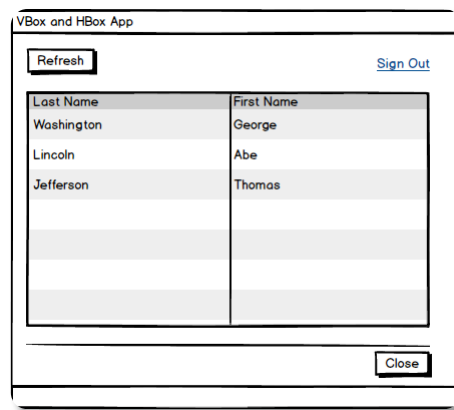 VBox and HBox App
Refresh
Sign Out
Last Name First Name
Washington George
Lincoln Abe
Jefferson Thomas
Close